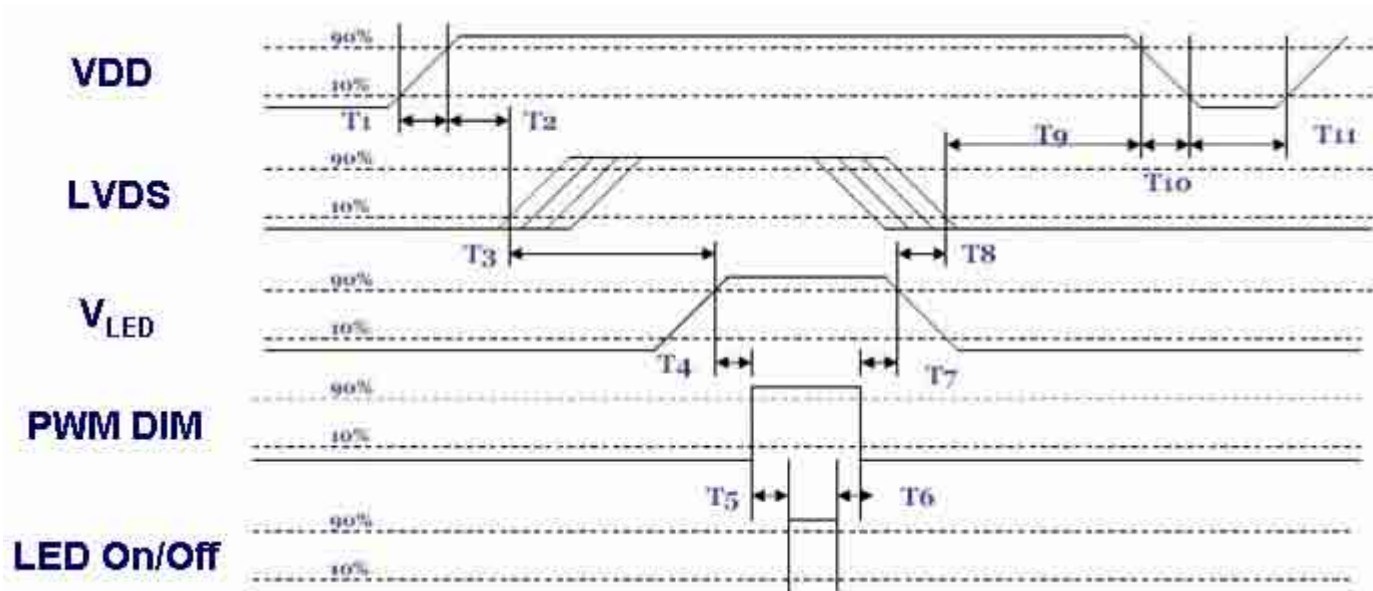 VDD
90%
10%
T1
T2
T9
T10
T11
LVDS
90%
10%
T3
T8
VLED
90%
10%
T4
T7
PWM DIM
90%
10%
T5
T6
LED On/Off
90%
10%